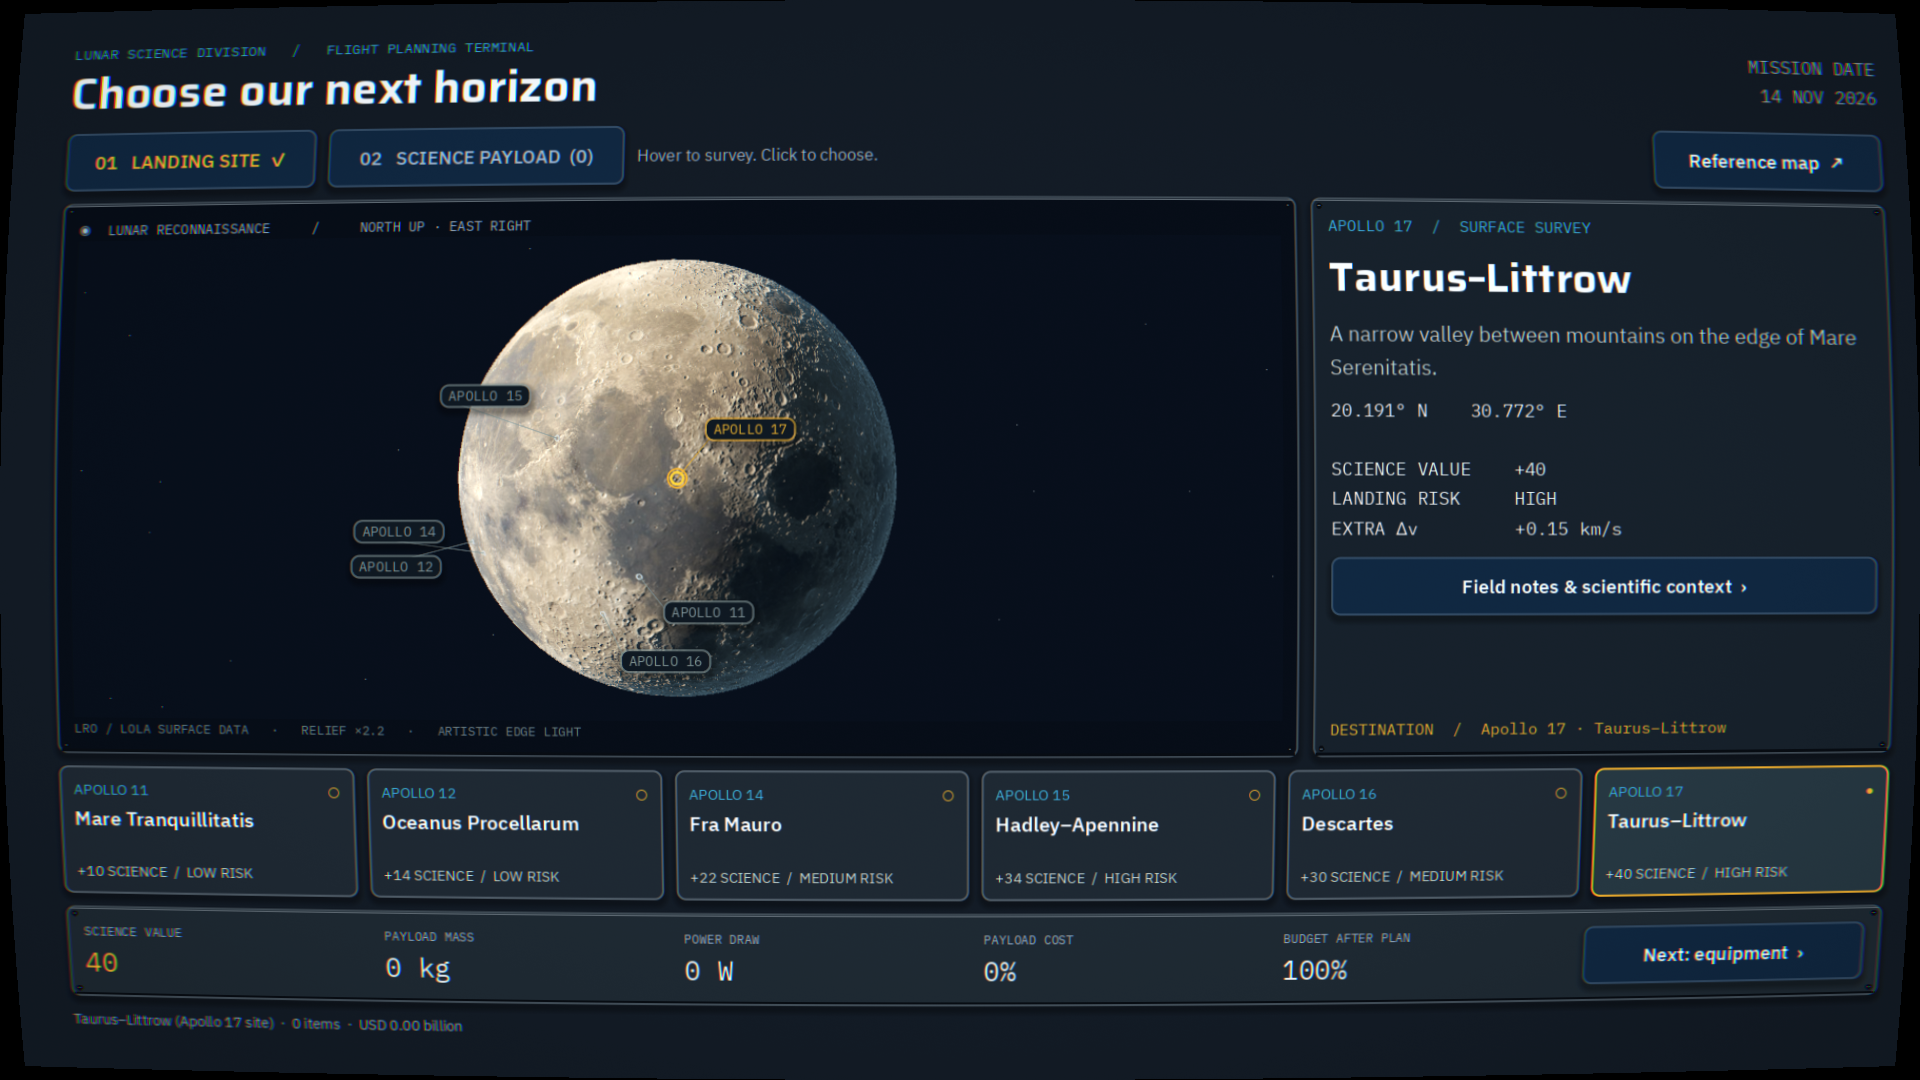 LUNAR SCIENCE DIVISION / FLIGHT PLANNING TERMINAL
Choose our next horizon
MISSION DATE
14 NOV 2026
01 LANDING SITE ✓
02 SCIENCE PAYLOAD (0)
Hover to survey. Click to choose.
Reference map ↗
LUNAR RECONNAISSANCE / NORTH UP · EAST RIGHT
APOLLO 15
APOLLO 17
APOLLO 14
APOLLO 12
APOLLO 11
APOLLO 16
LRO / LOLA SURFACE DATA · RELIEF ×2.2 · ARTISTIC EDGE LIGHT
APOLLO 17 / SURFACE SURVEY
Taurus–Littrow
A narrow valley between mountains on the edge of Mare
Serenitatis.
20.191° N 30.772° E
SCIENCE VALUE +40
LANDING RISK HIGH
EXTRA Δv +0.15 km/s
Field notes & scientific context ›
DESTINATION / Apollo 17 · Taurus–Littrow
APOLLO 11
Mare Tranquillitatis
+10 SCIENCE / LOW RISK
APOLLO 12
Oceanus Procellarum
+14 SCIENCE / LOW RISK
APOLLO 14
Fra Mauro
+22 SCIENCE / MEDIUM RISK
APOLLO 15
Hadley–Apennine
+34 SCIENCE / HIGH RISK
APOLLO 16
Descartes
+30 SCIENCE / MEDIUM RISK
APOLLO 17
Taurus–Littrow
+40 SCIENCE / HIGH RISK
SCIENCE VALUE
40
PAYLOAD MASS
0 kg
POWER DRAW
0 W
PAYLOAD COST
0%
BUDGET AFTER PLAN
100%
Next: equipment ›
Taurus–Littrow (Apollo 17 site) · 0 items · USD 0.00 billion